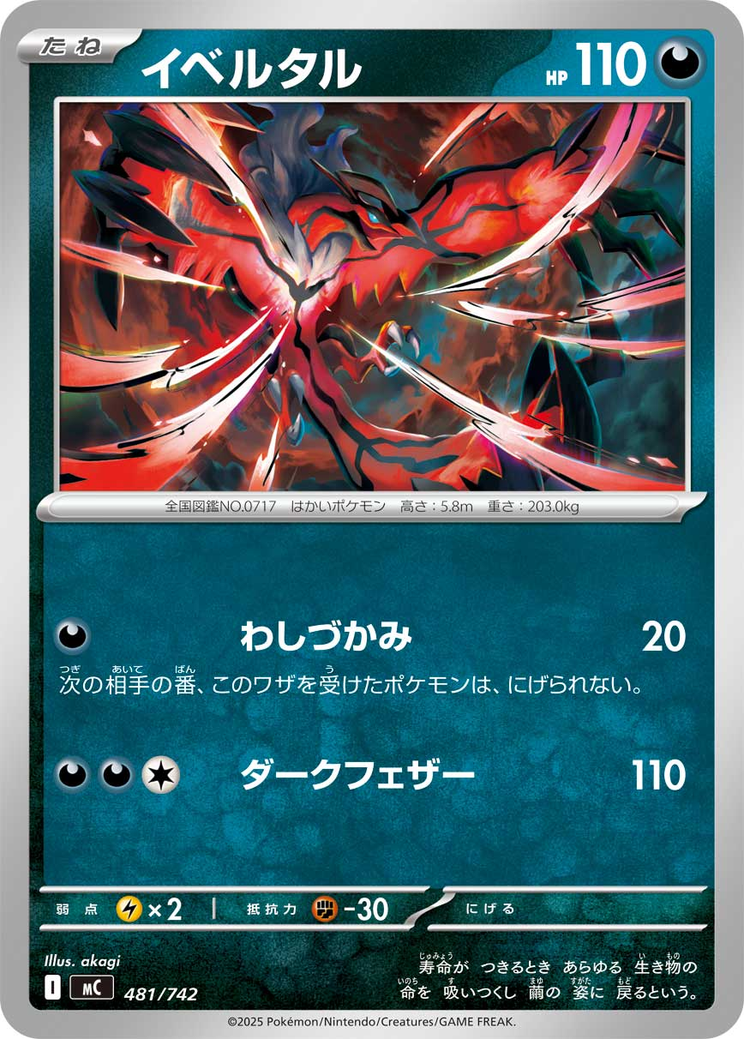 たね
イベルタル
HP 110
全国図鑑NO.0717 はかいポケモン 高さ:5.8m 重さ:203.0kg
わしづかみ 20
次の相手の番、このワザを受けたポケモンは、にげられない。
ダークフェザー 110
弱点 ×2 抵抗力 -30 にげる
Illus. akagi
寿命が つきるとき あらゆる 生き物の
命を 吸いつくし 繭の 姿に 戻るという。
I MC 481/742
©2025 Pokémon/Nintendo/Creatures/GAME FREAK.